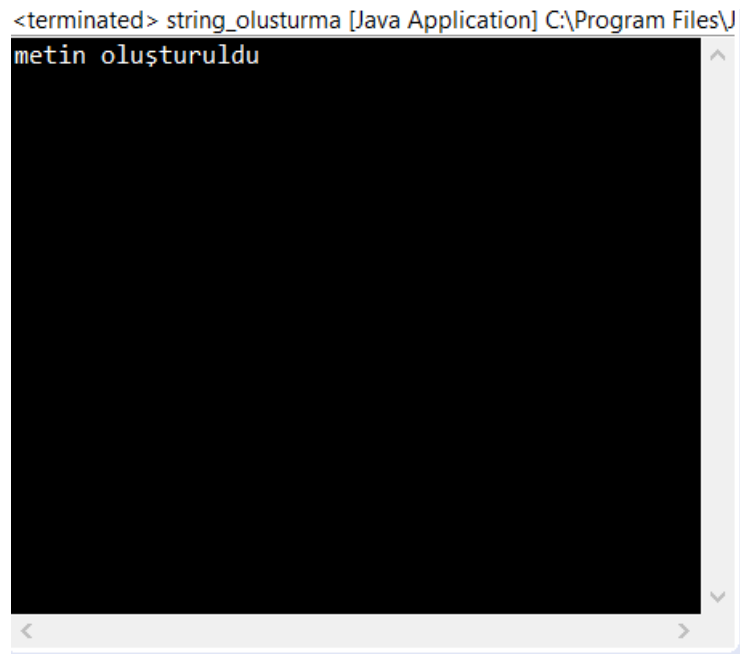 <terminated> string_olusturma [Java Application] C:\Program Files\J
metin oluşturuldu